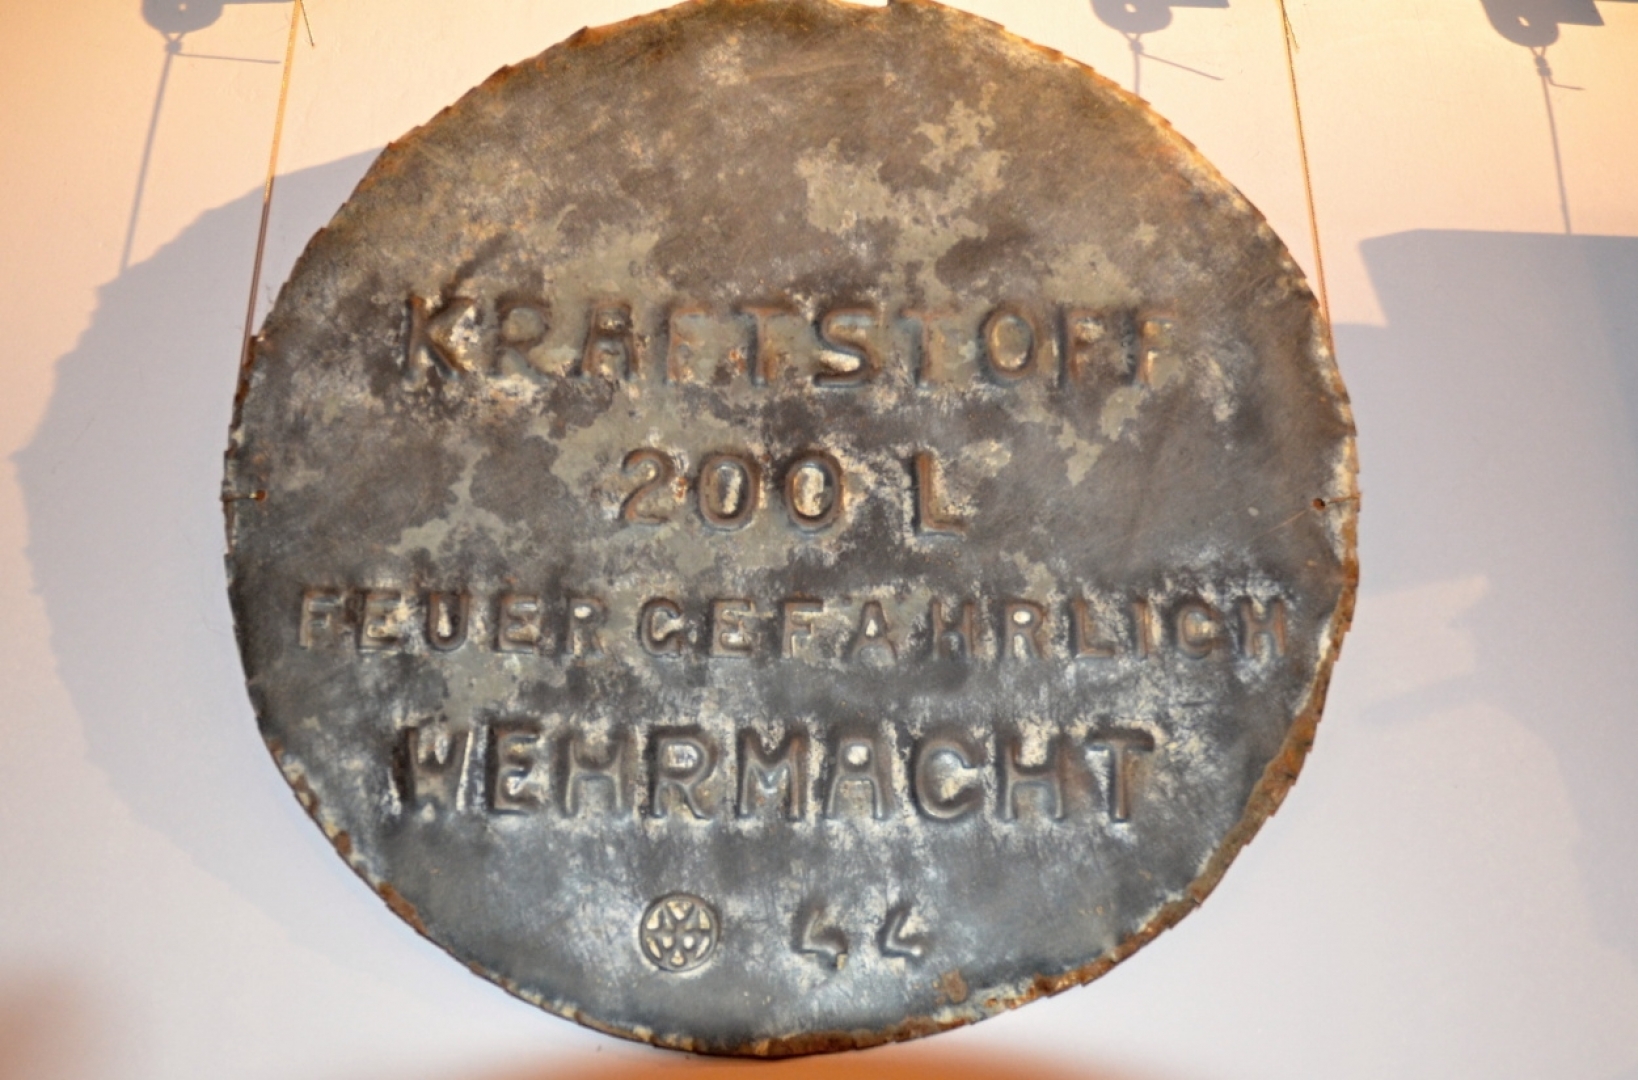 KRAFTSTOFF
200 L
FEUERGEFÄHRLICH
WEHRMACHT
44